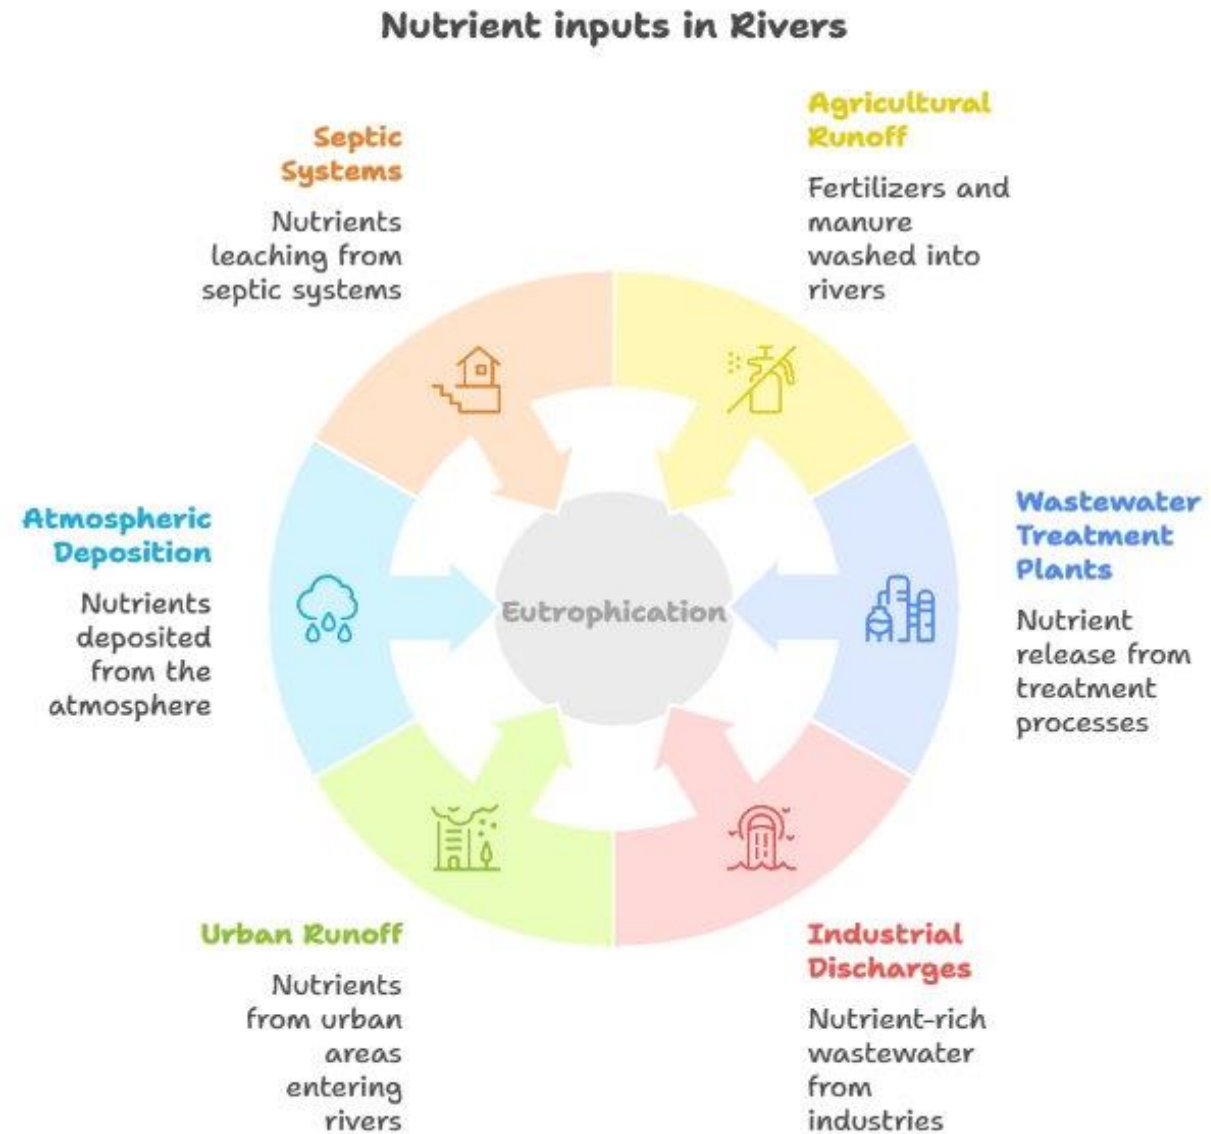 Nutrient inputs in Rivers
Septic
Systems
Nutrients
leaching from
septic systems
Agricultural
Runoff
Fertilizers and
manure
washed into
rivers
Atmospheric
Deposition
Nutrients
deposited
from the
atmosphere
Eutrophication
Wastewater
Treatment
Plants
Nutrient
release from
treatment
processes
Urban Runoff
Nutrients
from urban
areas
entering
rivers
Industrial
Discharges
Nutrient-rich
wastewater
from
industries